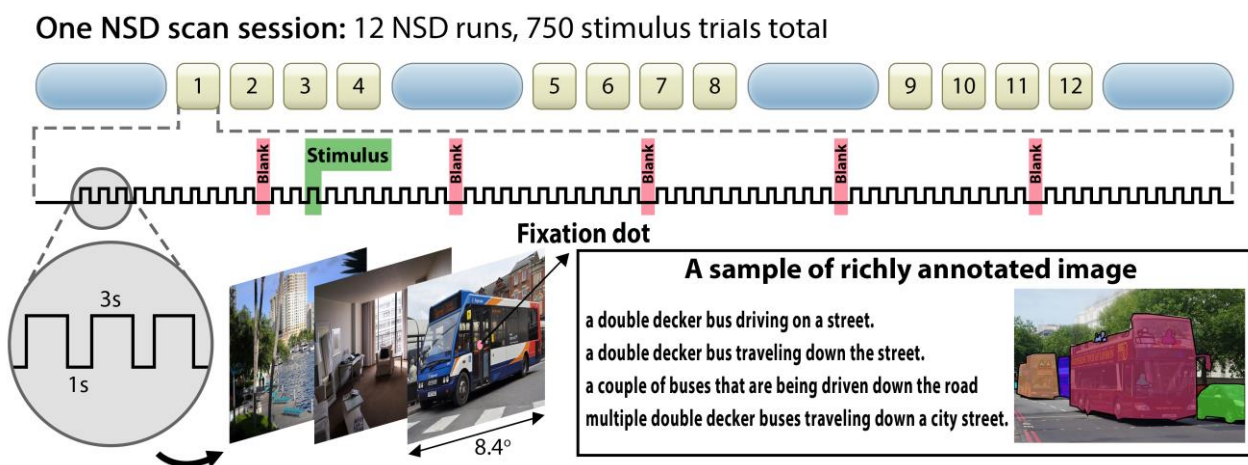 One NSD scan session: 12 NSD runs, 750 stimulus trials total
1 2 3 4 5 6 7 8 9 10 11 12
Blank
Stimulus
Blank
Blank
Blank
Blank
Fixation dot
3s
1s
8.4°
A sample of richly annotated image
a double decker bus driving on a street.
a double decker bus traveling down the street.
a couple of buses that are being driven down the road
multiple double decker buses traveling down a city street.